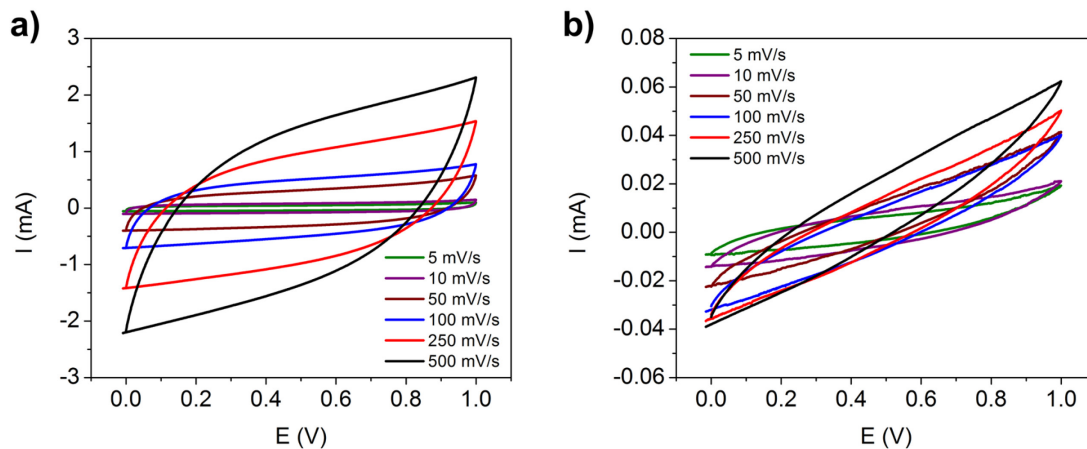 a)
I (mA)
3
2
1
0
-1
-2
-3
0.0 0.2 0.4 0.6 0.8 1.0
E (V)
5 mV/s
10 mV/s
50 mV/s
100 mV/s
250 mV/s
500 mV/s
b)
I (mA)
0.08
0.06
0.04
0.02
0.00
-0.02
-0.04
-0.06
0.0 0.2 0.4 0.6 0.8 1.0
E (V)
5 mV/s
10 mV/s
50 mV/s
100 mV/s
250 mV/s
500 mV/s